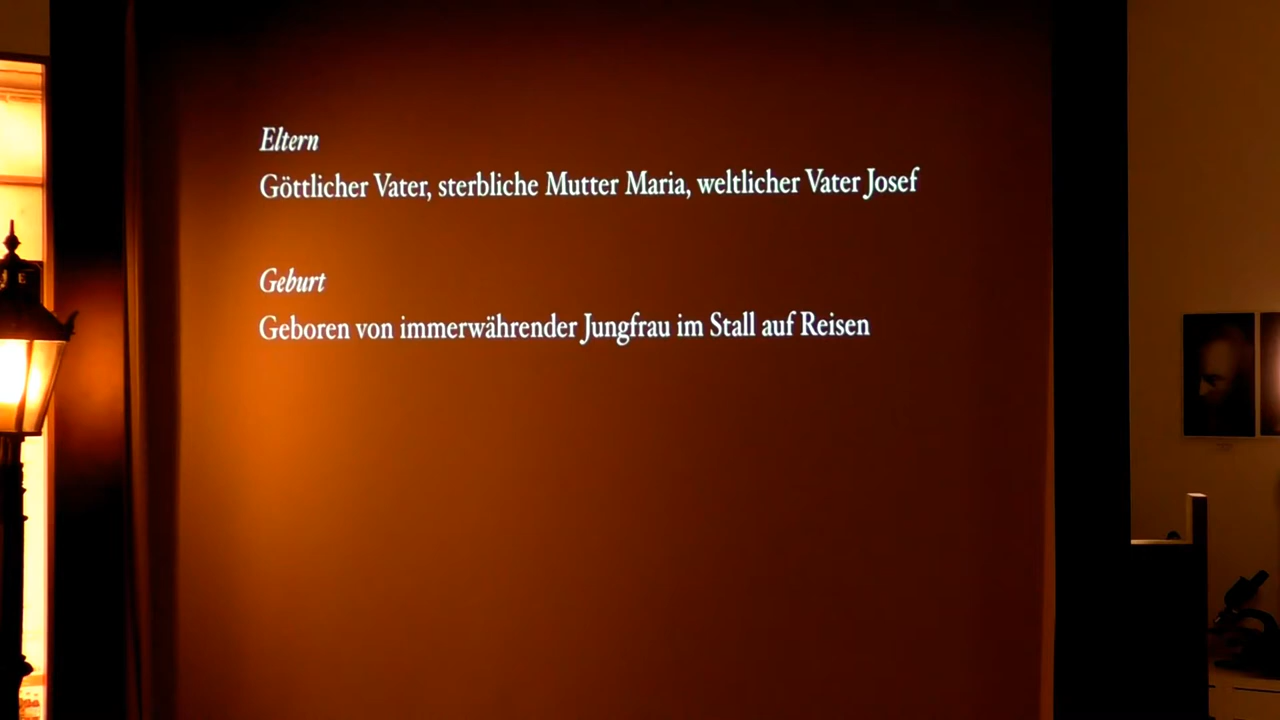 Eltern
Göttlicher Vater, sterbliche Mutter Maria, weltlicher Vater Josef
Geburt
Geboren von immerwährender Jungfrau im Stall auf Reisen